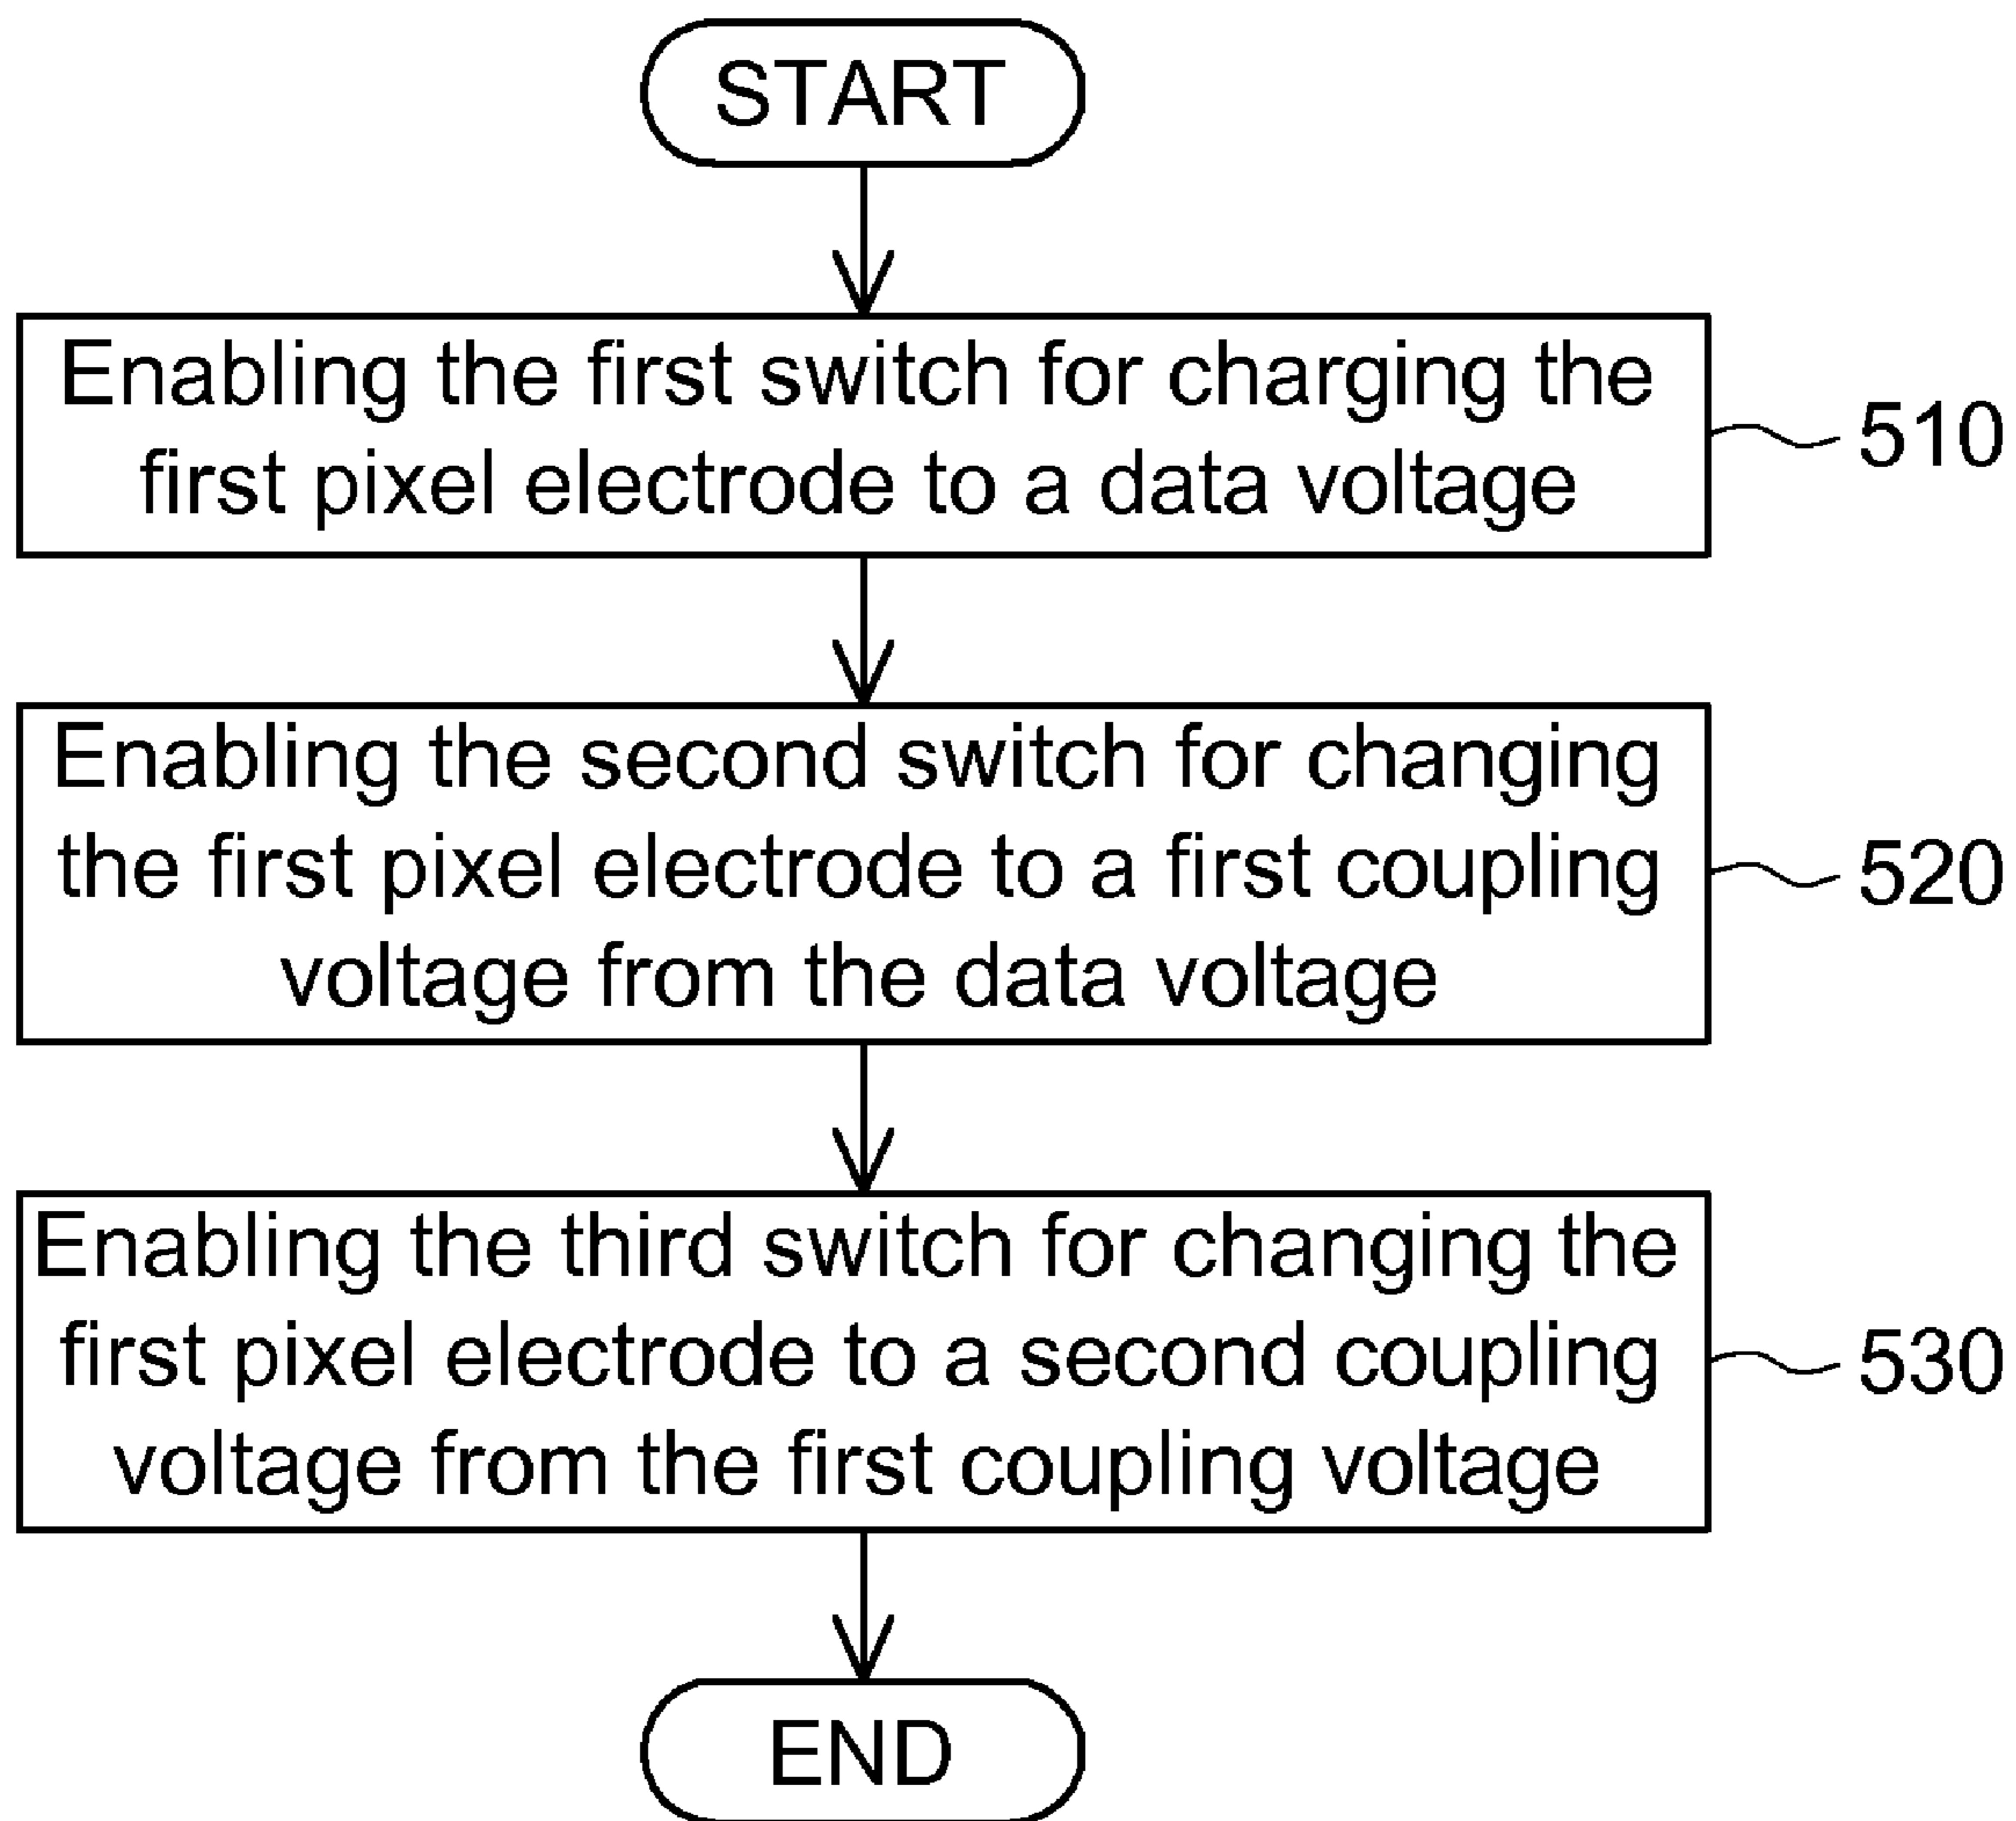 START
Enabling the first switch for charging the
first pixel electrode to a data voltage
510
Enabling the second switch for changing
the first pixel electrode to a first coupling
voltage from the data voltage
520
Enabling the third switch for changing the
first pixel electrode to a second coupling
voltage from the first coupling voltage
530
END